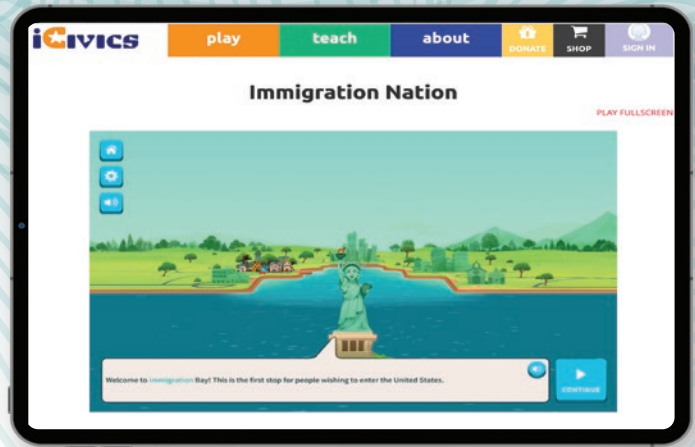 iCIVICS
play
teach
about
DONATE
SHOP
SIGN IN
Immigration Nation
PLAY FULLSCREEN
Welcome to immigration Bay! This is the first stop for people wishing to enter the United States.
CONTINUE